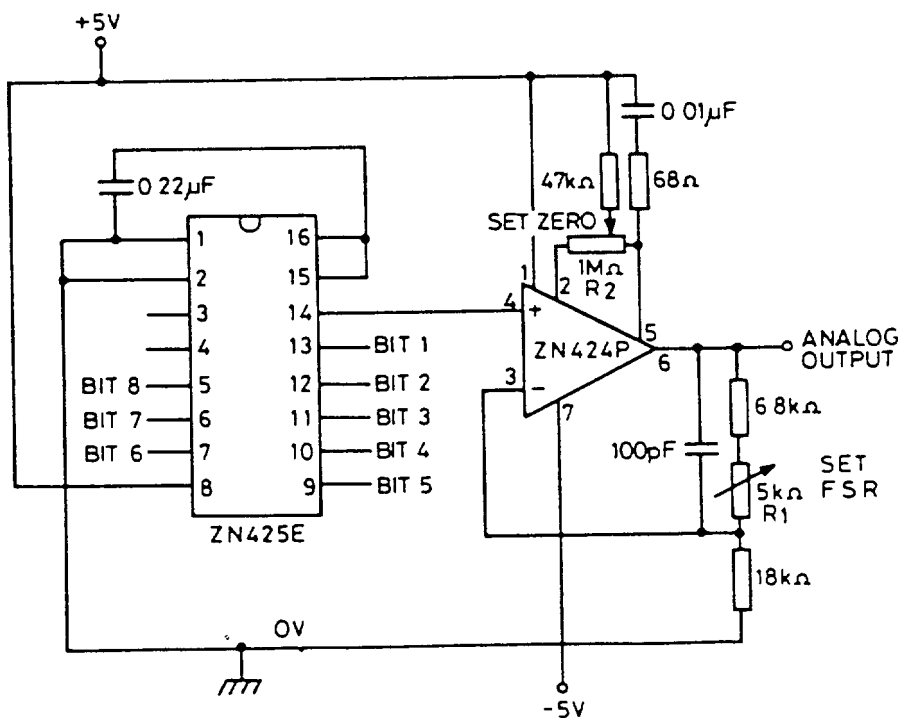 +5V
0.01µF
0.22µF
47kΩ
68Ω
SET ZERO
1MΩ
R2
1
2
3
4
5
6
7
8
16
15
14
13
12
11
10
9
BIT 1
BIT 2
BIT 3
BIT 4
BIT 5
BIT 8
BIT 7
BIT 6
ZN425E
1
2
4
+
ZN424P
3
−
5
6
7
ANALOG
OUTPUT
6.8kΩ
100pF
SET
FSR
5kΩ
R1
18kΩ
0V
-5V